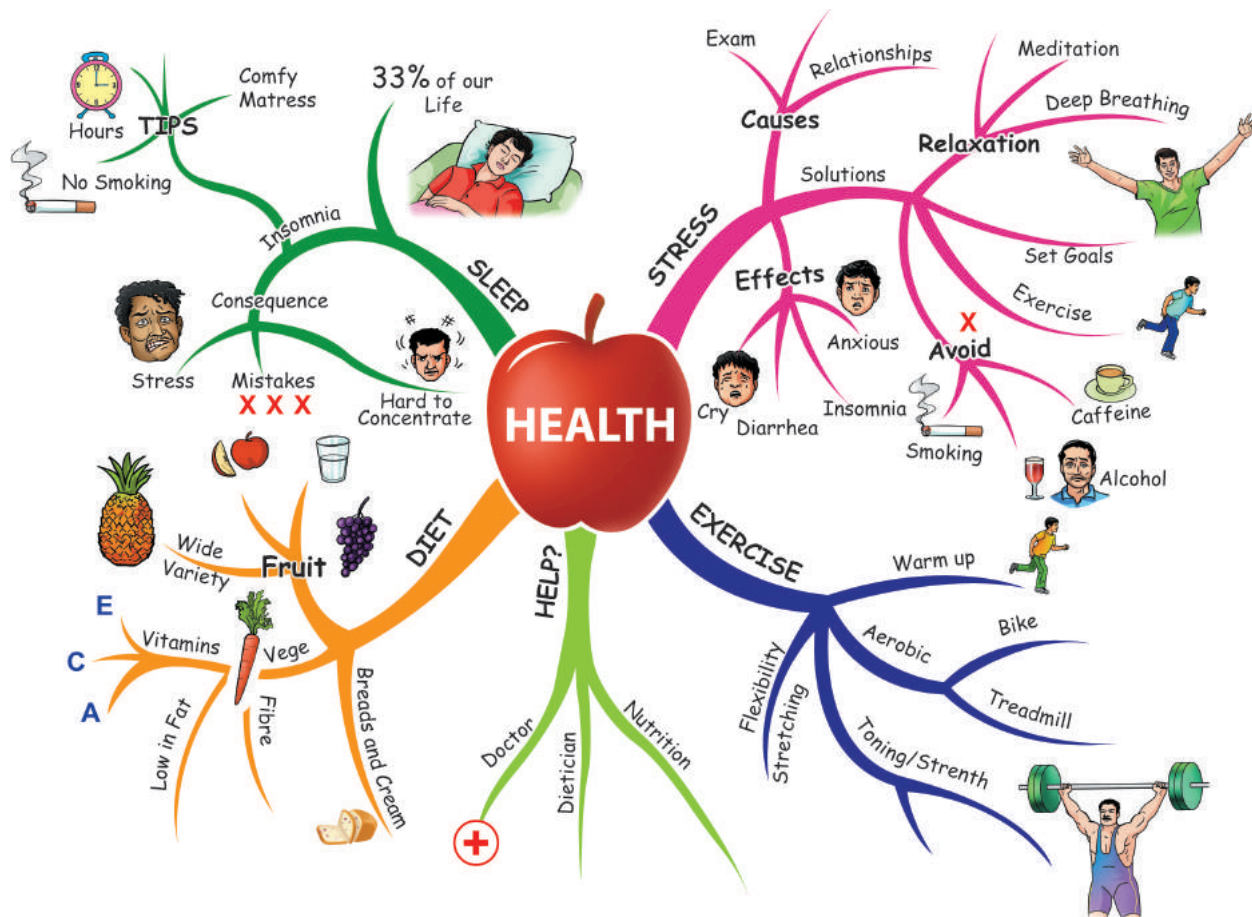 HEALTH
SLEEP
33% of our
Life
Insomnia
TIPS
Hours
Comfy
Matress
No Smoking
Consequence
Stress
Mistakes
X X X
Hard to
Concentrate
STRESS
Causes
Exam
Relationships
Solutions
Relaxation
Meditation
Deep Breathing
Set Goals
Exercise
X
Avoid
Caffeine
Alcohol
Smoking
Effects
Anxious
Insomnia
Diarrhea
Cry
DIET
Fruit
Wide
Variety
Vege
Vitamins
E
C
A
Low in Fat
Fibre
Breads and Cream
HELP?
Doctor
Dietician
Nutrition
EXERCISE
Warm up
Aerobic
Bike
Treadmill
Flexibility
Stretching
Toning/Strenth